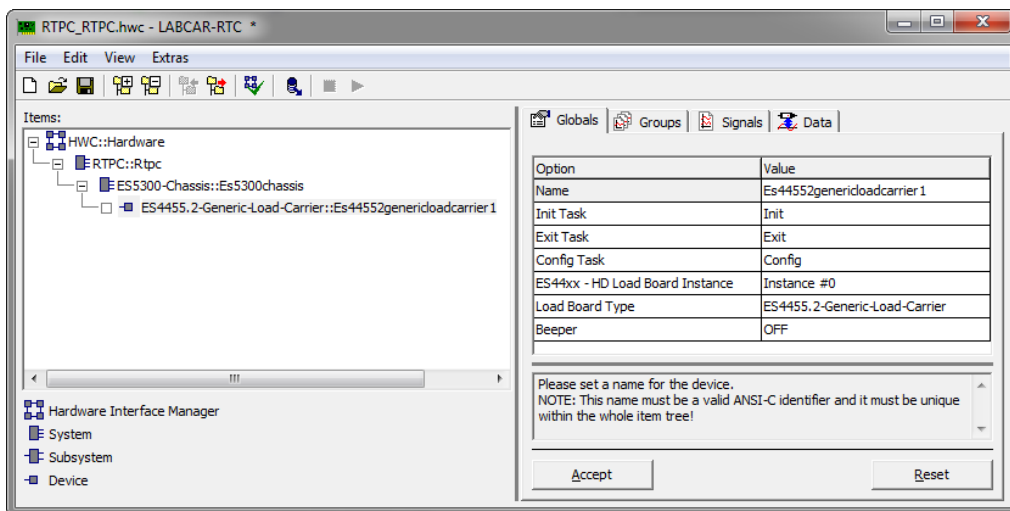 RTPC_RTPC.hwc - LABCAR-RTC *
File Edit View Extras
Items:
HWC::Hardware
RTPC::Rtpc
ES5300-Chassis::Es5300chassis
ES4455.2-Generic-Load-Carrier::Es44552genericloadcarrier1
Hardware Interface Manager
System
Subsystem
Device
Globals Groups Signals Data
Option Value
Name Es44552genericloadcarrier1
Init Task Init
Exit Task Exit
Config Task Config
ES44xx - HD Load Board Instance Instance #0
Load Board Type ES4455.2-Generic-Load-Carrier
Beeper OFF
Please set a name for the device.
NOTE: This name must be a valid ANSI-C identifier and it must be unique
within the whole item tree!
Accept Reset